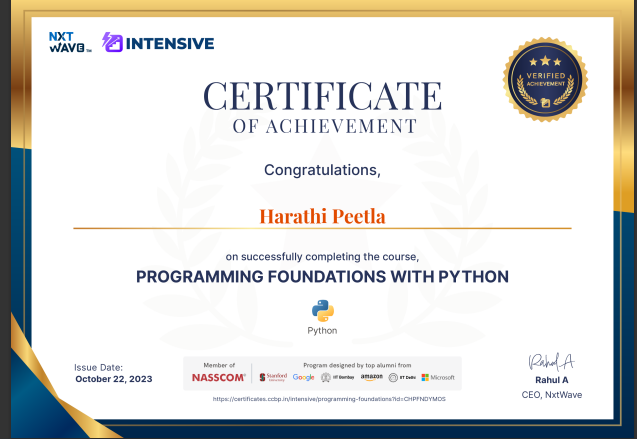 NXT
WAVE™
INTENSIVE
VERIFIED
ACHIEVEMENT
CERTIFICATE
OF ACHIEVEMENT
Congratulations,
Harathi Peetla
on successfully completing the course,
PROGRAMMING FOUNDATIONS WITH PYTHON
Python
Issue Date:
October 22, 2023
Member of
NASSCOM®
Program designed by top alumni from
Stanford University
Google
IIT Bombay
amazon
IIT Delhi
Microsoft
https://certificates.ccbp.in/intensive/programming-foundations?id=CHPFNDYMOS
Rahul A
Rahul A
CEO, NxtWave